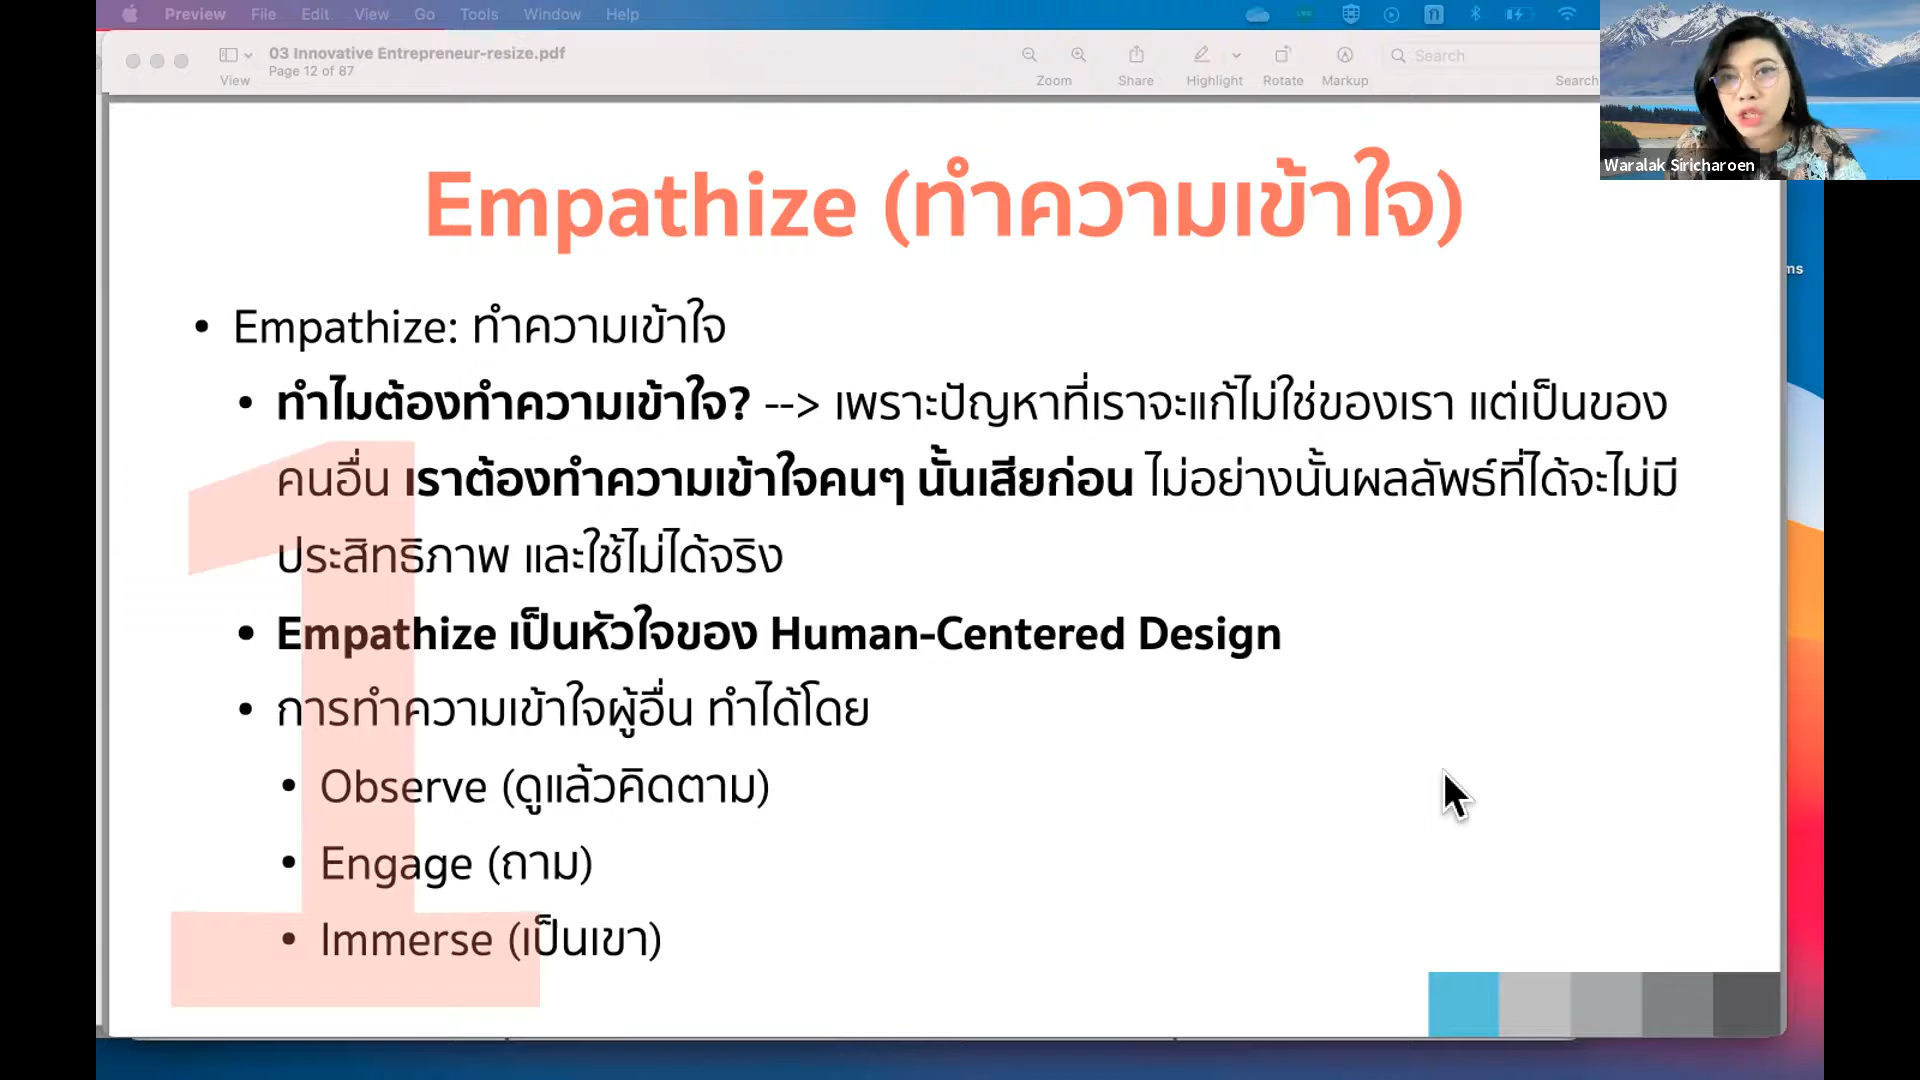 Preview File Edit View Go Tools Window Help
03 Innovative Entrepreneur-resize.pdf
Page 12 of 87
View
Zoom
Share
Highlight
Rotate
Markup
Search
Search
Waralak Siricharoen
Empathize (ทำความเข้าใจ)
• Empathize: ทำความเข้าใจ
• ทำไมต้องทำความเข้าใจ? --> เพราะปัญหาที่เราจะแก้ไม่ใช่ของเรา แต่เป็นของ
คนอื่น เราต้องทำความเข้าใจคนๆ นั้นเสียก่อน ไม่อย่างนั้นผลลัพธ์ที่ได้จะไม่มี
ประสิทธิภาพ และใช้ไม่ได้จริง
• Empathize เป็นหัวใจของ Human-Centered Design
• การทำความเข้าใจผู้อื่น ทำได้โดย
• Observe (ดูแล้วคิดตาม)
• Engage (ถาม)
• Immerse (เป็นเขา)
1